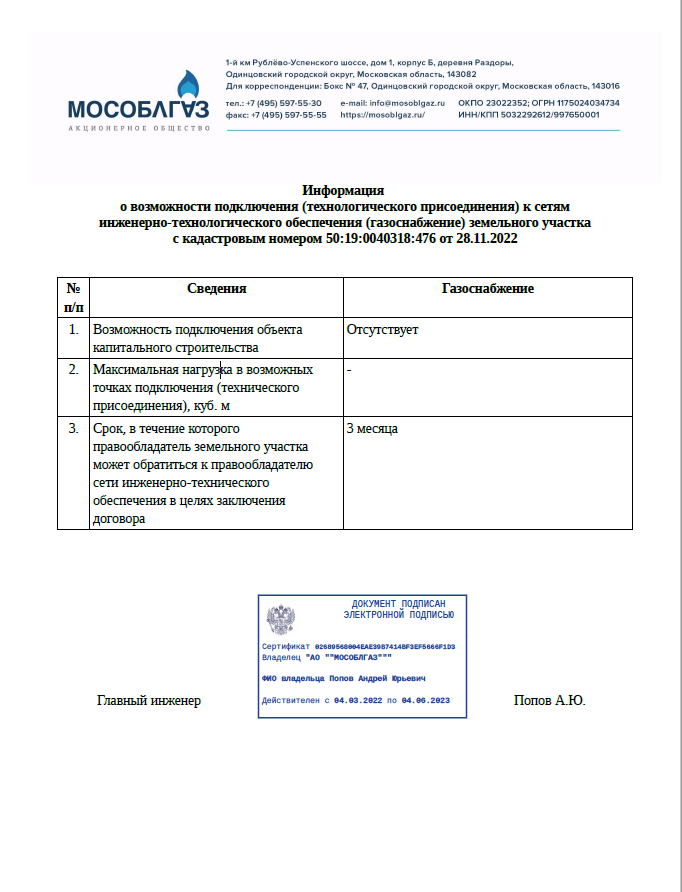 1-й км Рублёво-Успенского шоссе, дом 1, корпус Б, деревня Раздоры,
Одинцовский городской округ, Московская область, 143082
Для корреспонденции: Бокс № 47, Одинцовский городской округ, Московская область, 143016
тел.: +7 (495) 597-55-30 e-mail: info@mosoblgaz.ru ОКПО 23022352; ОГРН 1175024034734
факс: +7 (495) 597-55-55 https://mosoblgaz.ru/ ИНН/КПП 5032292612/997650001
МОСОБЛГАЗ
АКЦИОНЕРНОЕ ОБЩЕСТВО
Информация
о возможности подключения (технологического присоединения) к сетям
инженерно-технологического обеспечения (газоснабжение) земельного участка
с кадастровым номером 50:19:0040318:476 от 28.11.2022
№ п/п Сведения Газоснабжение
1. Возможность подключения объекта Отсутствует
капитального строительства
2. Максимальная нагрузка в возможных -
точках подключения (технического
присоединения), куб. м
3. Срок, в течение которого 3 месяца
правообладатель земельного участка
может обратиться к правообладателю
сети инженерно-технического
обеспечения в целях заключения
договора
ДОКУМЕНТ ПОДПИСАН
ЭЛЕКТРОННОЙ ПОДПИСЬЮ
Сертификат 02689568004EAE39B7414BF3EF5666F1D3
Владелец "АО ""МОСОБЛГАЗ"""
ФИО владельца Попов Андрей Юрьевич
Действителен с 04.03.2022 по 04.06.2023
Главный инженер Попов А.Ю.